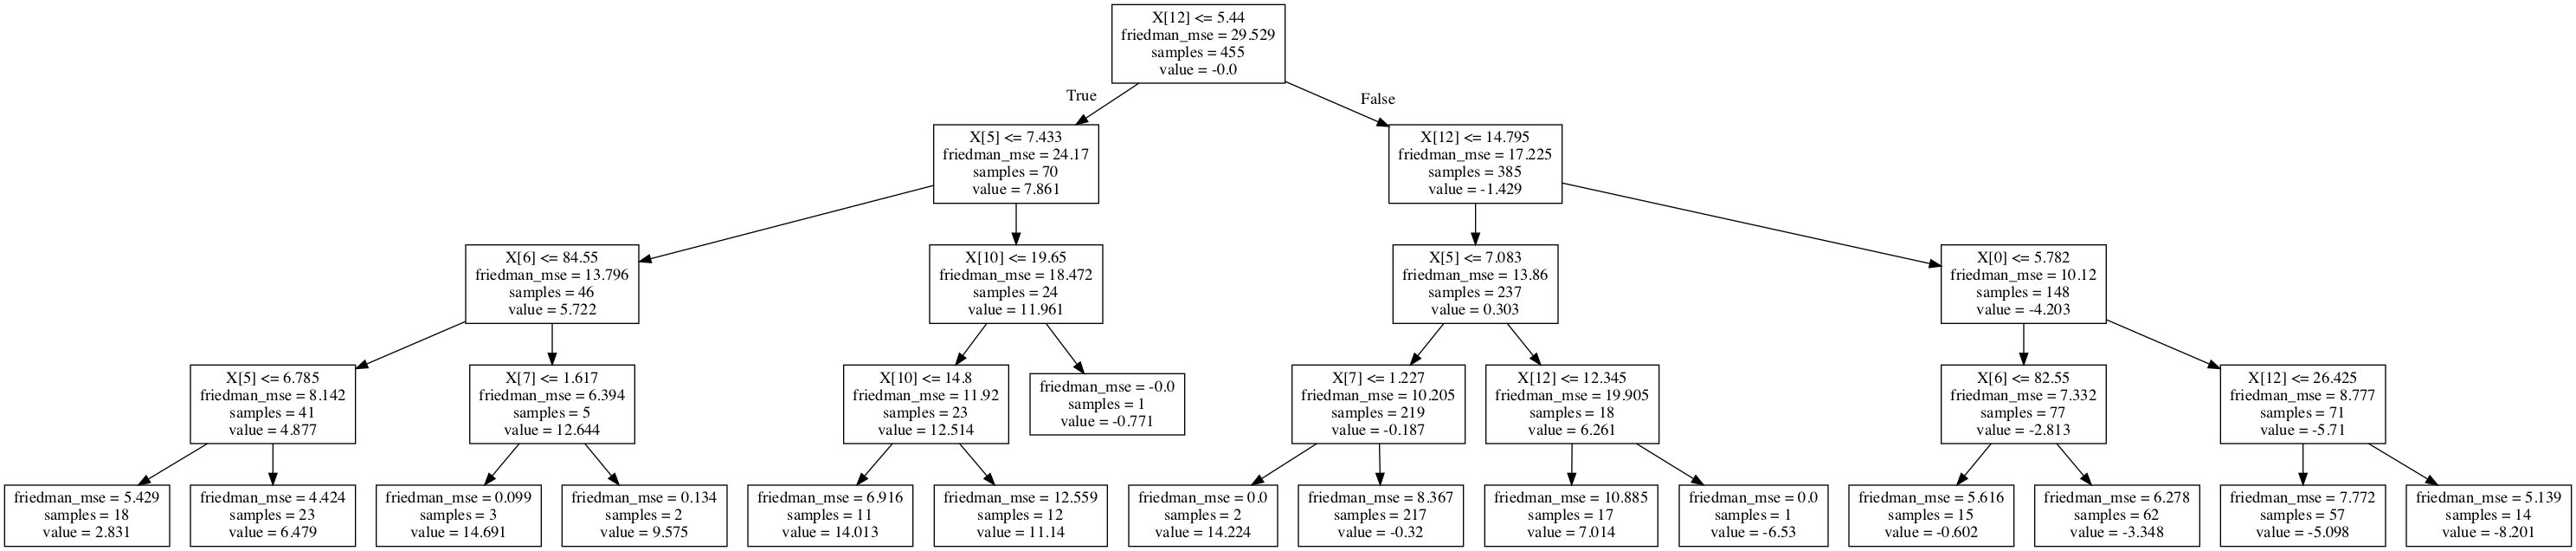 X[12] <= 5.44
friedman_mse = 29.529
samples = 455
value = -0.0
True
False
X[5] <= 7.433
friedman_mse = 24.17
samples = 70
value = 7.861
X[12] <= 14.795
friedman_mse = 17.225
samples = 385
value = -1.429
X[6] <= 84.55
friedman_mse = 13.796
samples = 46
value = 5.722
X[10] <= 19.65
friedman_mse = 18.472
samples = 24
value = 11.961
X[5] <= 7.083
friedman_mse = 13.86
samples = 237
value = 0.303
X[0] <= 5.782
friedman_mse = 10.12
samples = 148
value = -4.203
X[5] <= 6.785
friedman_mse = 8.142
samples = 41
value = 4.877
X[7] <= 1.617
friedman_mse = 6.394
samples = 5
value = 12.644
X[10] <= 14.8
friedman_mse = 11.92
samples = 23
value = 12.514
friedman_mse = -0.0
samples = 1
value = -0.771
X[7] <= 1.227
friedman_mse = 10.205
samples = 219
value = -0.187
X[12] <= 12.345
friedman_mse = 19.905
samples = 18
value = 6.261
X[6] <= 82.55
friedman_mse = 7.332
samples = 77
value = -2.813
X[12] <= 26.425
friedman_mse = 8.777
samples = 71
value = -5.71
friedman_mse = 5.429
samples = 18
value = 2.831
friedman_mse = 4.424
samples = 23
value = 6.479
friedman_mse = 0.099
samples = 3
value = 14.691
friedman_mse = 0.134
samples = 2
value = 9.575
friedman_mse = 6.916
samples = 11
value = 14.013
friedman_mse = 12.559
samples = 12
value = 11.14
friedman_mse = 0.0
samples = 2
value = 14.224
friedman_mse = 8.367
samples = 217
value = -0.32
friedman_mse = 10.885
samples = 17
value = 7.014
friedman_mse = 0.0
samples = 1
value = -6.53
friedman_mse = 5.616
samples = 15
value = -0.602
friedman_mse = 6.278
samples = 62
value = -3.348
friedman_mse = 7.772
samples = 57
value = -5.098
friedman_mse = 5.139
samples = 14
value = -8.201